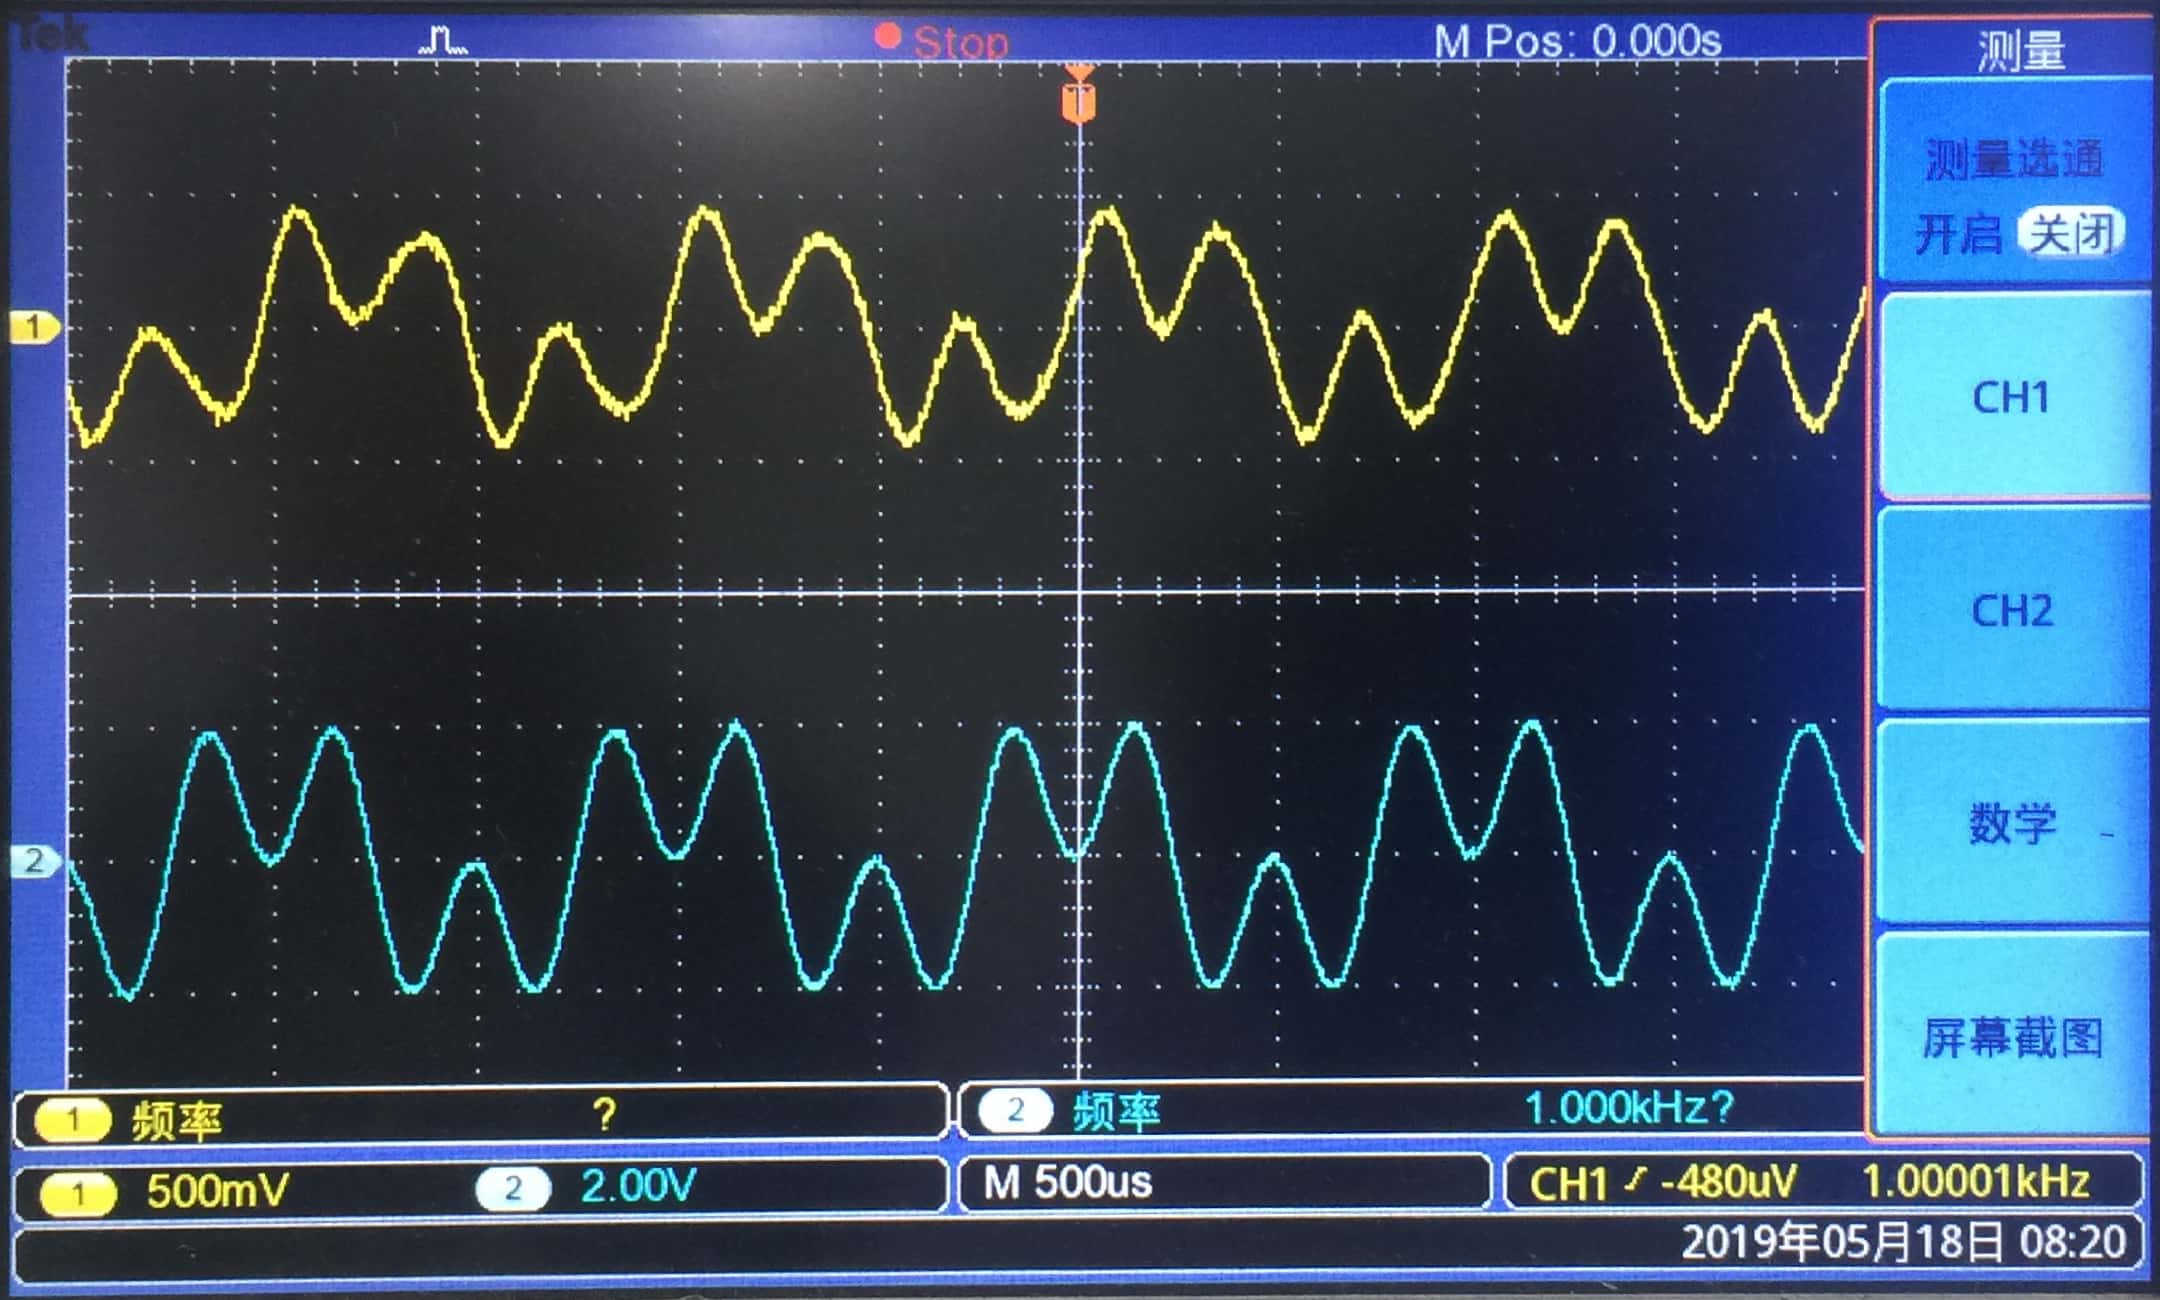 Tek
Stop
M Pos: 0.000s
T
测量
测量选通
开启 关闭
1
CH1
CH2
2
数学
屏幕截图
1 频率 ?
2 频率 1.000kHz?
1 500mV 2 2.00V
M 500us
CH1 -480uV 1.00001kHz
2019年05月18日 08:20